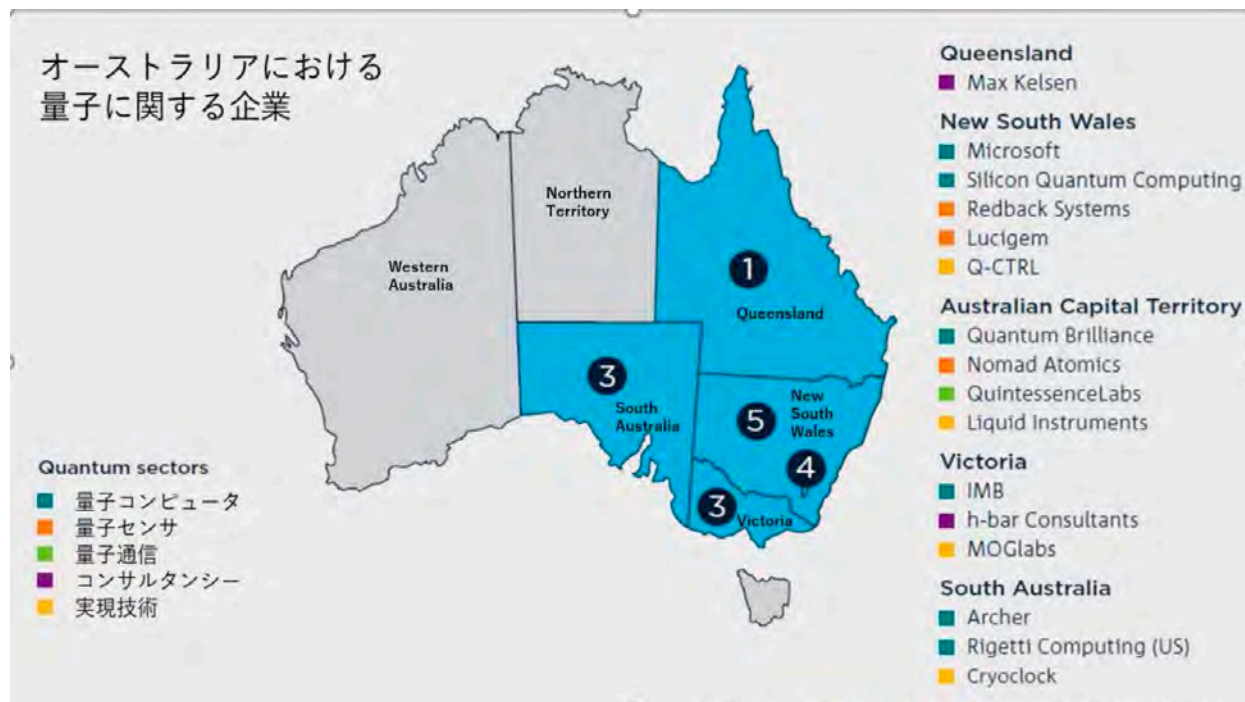 オーストラリアにおける
量子に関する企業
Northern
Territory
Western
Australia
1
Queensland
3
South
Australia
5
New
South
Wales
4
3
Victoria
Quantum sectors
量子コンピュータ
量子センサ
量子通信
コンサルタンシー
実現技術
Queensland
Max Kelsen
New South Wales
Microsoft
Silicon Quantum Computing
Redback Systems
Lucigem
Q-CTRL
Australian Capital Territory
Quantum Brilliance
Nomad Atomics
QuintessenceLabs
Liquid Instruments
Victoria
IMB
h-bar Consultants
MOGlabs
South Australia
Archer
Rigetti Computing (US)
Cryoclock